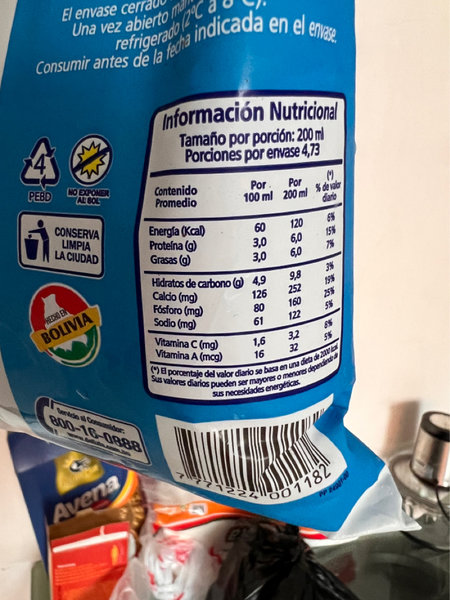 El envase cerrado
Una vez abierto
refrigerado (2°C a 8°C).
Consumir antes de la fecha indicada en el envase.
Información Nutricional
Tamaño por porción: 200 ml
Porciones por envase 4,73
Contenido Promedio Por 100 ml Por 200 ml (*) % de valor diario
Energía (Kcal) 60 120 6%
Proteína (g) 3,0 6,0 15%
Grasas (g) 3,0 6,0 7%
Hidratos de carbono (g) 4,9 9,8 3%
Calcio (mg) 126 252 19%
Fósforo (mg) 80 160 25%
Sodio (mg) 61 122 5%
Vitamina C (mg) 1,6 3,2 8%
Vitamina A (mcg) 16 32 5%
(*) El porcentaje del valor diario se basa en una dieta de 2000 kcal.
Sus valores diarios pueden ser mayores o menores dependiendo de
sus necesidades energéticas.
4
PEBD
NO EXPONER
AL SOL
CONSERVA
LIMPIA
LA CIUDAD
HECHO EN
BOLIVIA
Servicio al Consumidor:
800-10-0888
7 771224 001182
Avena